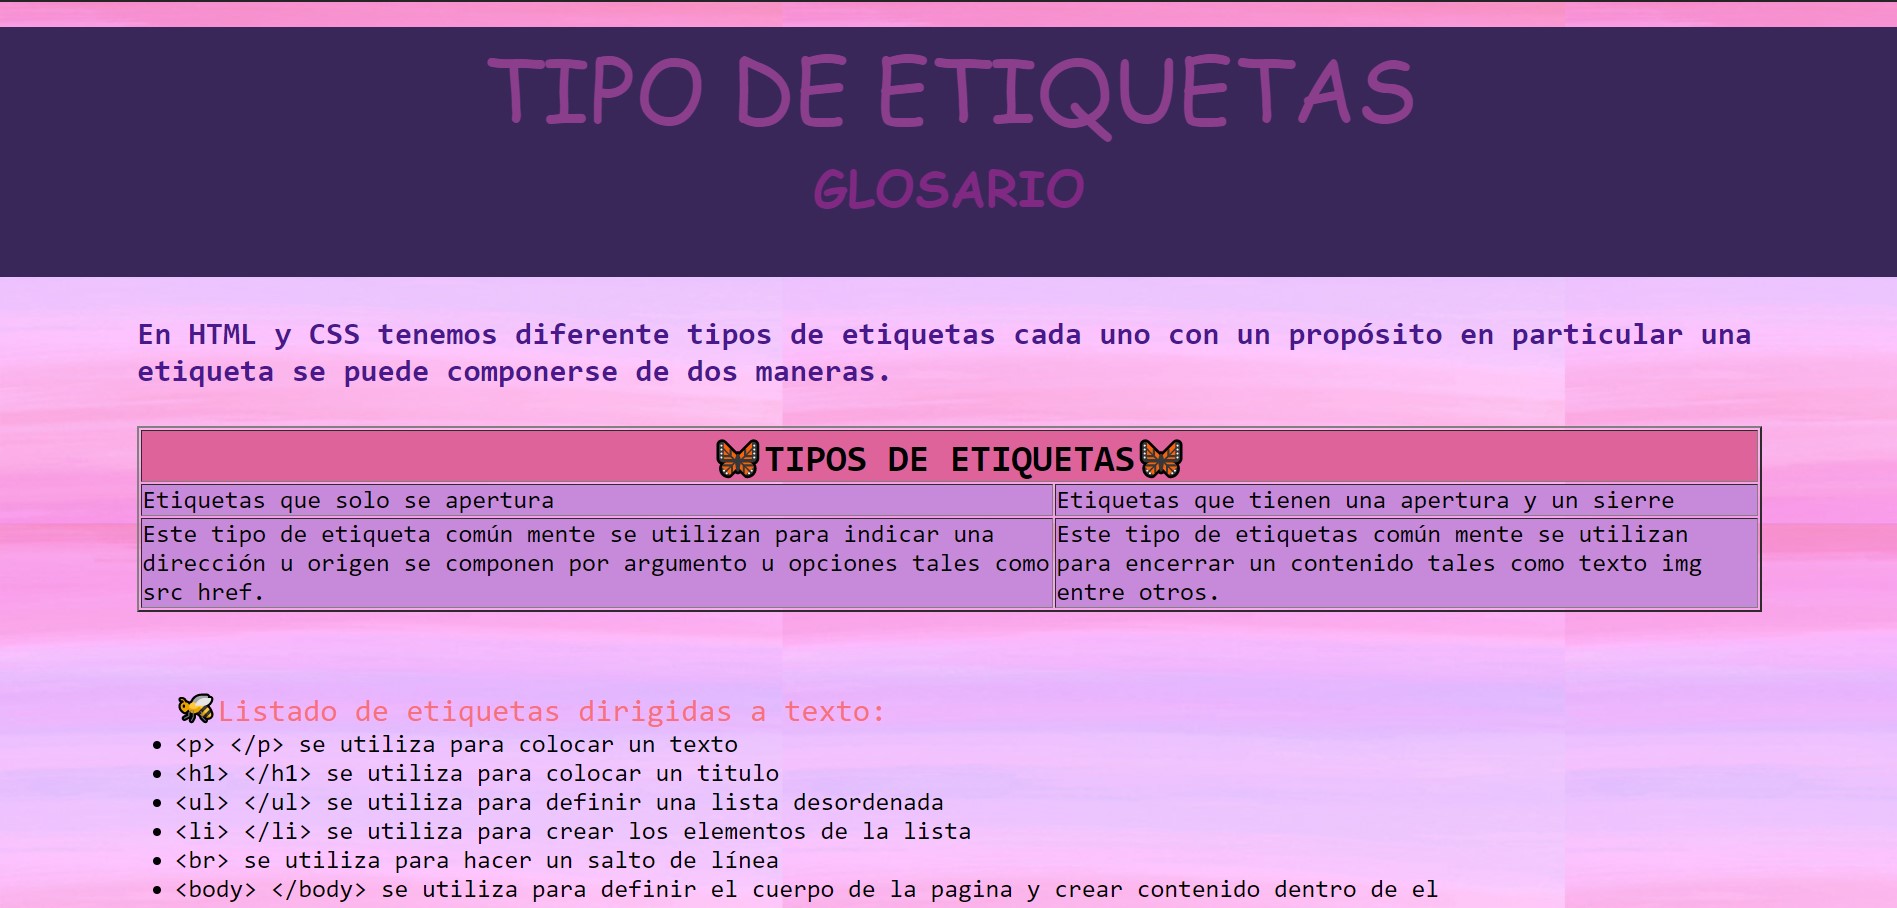 TIPO DE ETIQUETAS
GLOSARIO
En HTML y CSS tenemos diferente tipos de etiquetas cada uno con un propósito en particular una
etiqueta se puede componerse de dos maneras.
TIPOS DE ETIQUETAS
Etiquetas que solo se apertura
Etiquetas que tienen una apertura y un sierre
Este tipo de etiqueta común mente se utilizan para indicar una
dirección u origen se componen por argumento u opciones tales como
src href.
Este tipo de etiquetas común mente se utilizan
para encerrar un contenido tales como texto img
entre otros.
Listado de etiquetas dirigidas a texto:
<p> </p> se utiliza para colocar un texto
<h1> </h1> se utiliza para colocar un titulo
<ul> </ul> se utiliza para definir una lista desordenada
<li> </li> se utiliza para crear los elementos de la lista
<br> se utiliza para hacer un salto de línea
<body> </body> se utiliza para definir el cuerpo de la pagina y crear contenido dentro de el